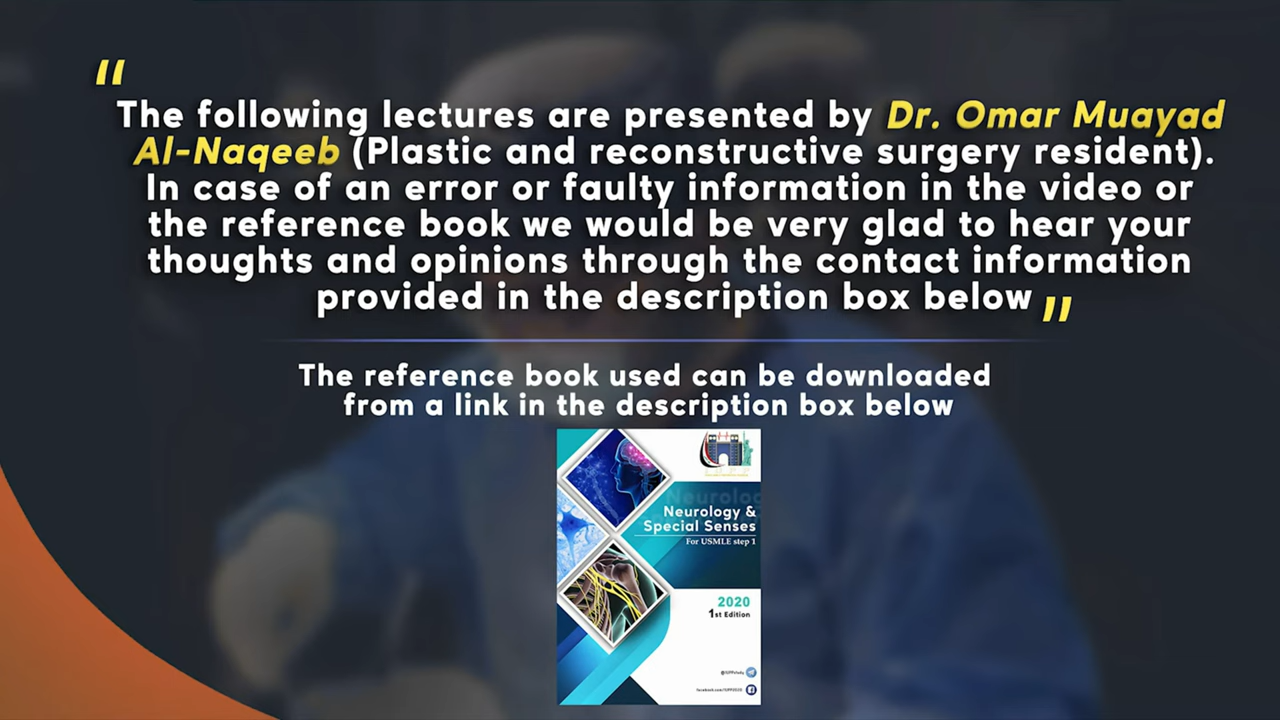 "
The following lectures are presented by Dr. Omar Muayad
Al-Naqeeb (Plastic and reconstructive surgery resident).
In case of an error or faulty information in the video or
the reference book we would be very glad to hear your
thoughts and opinions through the contact information
provided in the description box below "
The reference book used can be downloaded
from a link in the description box below
Neurology &
Special Senses
For USMLE step 1
2020
1st Edition